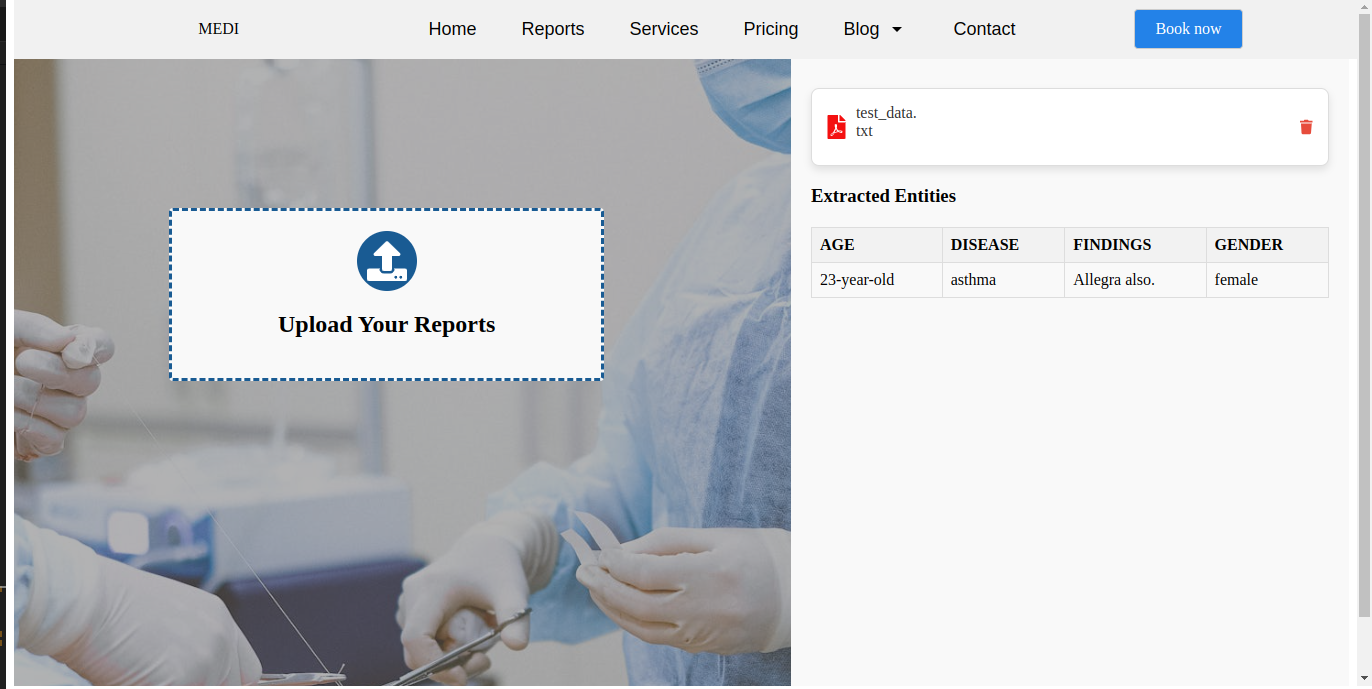 MEDI Home Reports Services Pricing Blog Contact Book now
test_data.
txt
Upload Your Reports
Extracted Entities
AGE DISEASE FINDINGS GENDER
23-year-old asthma Allegra also. female